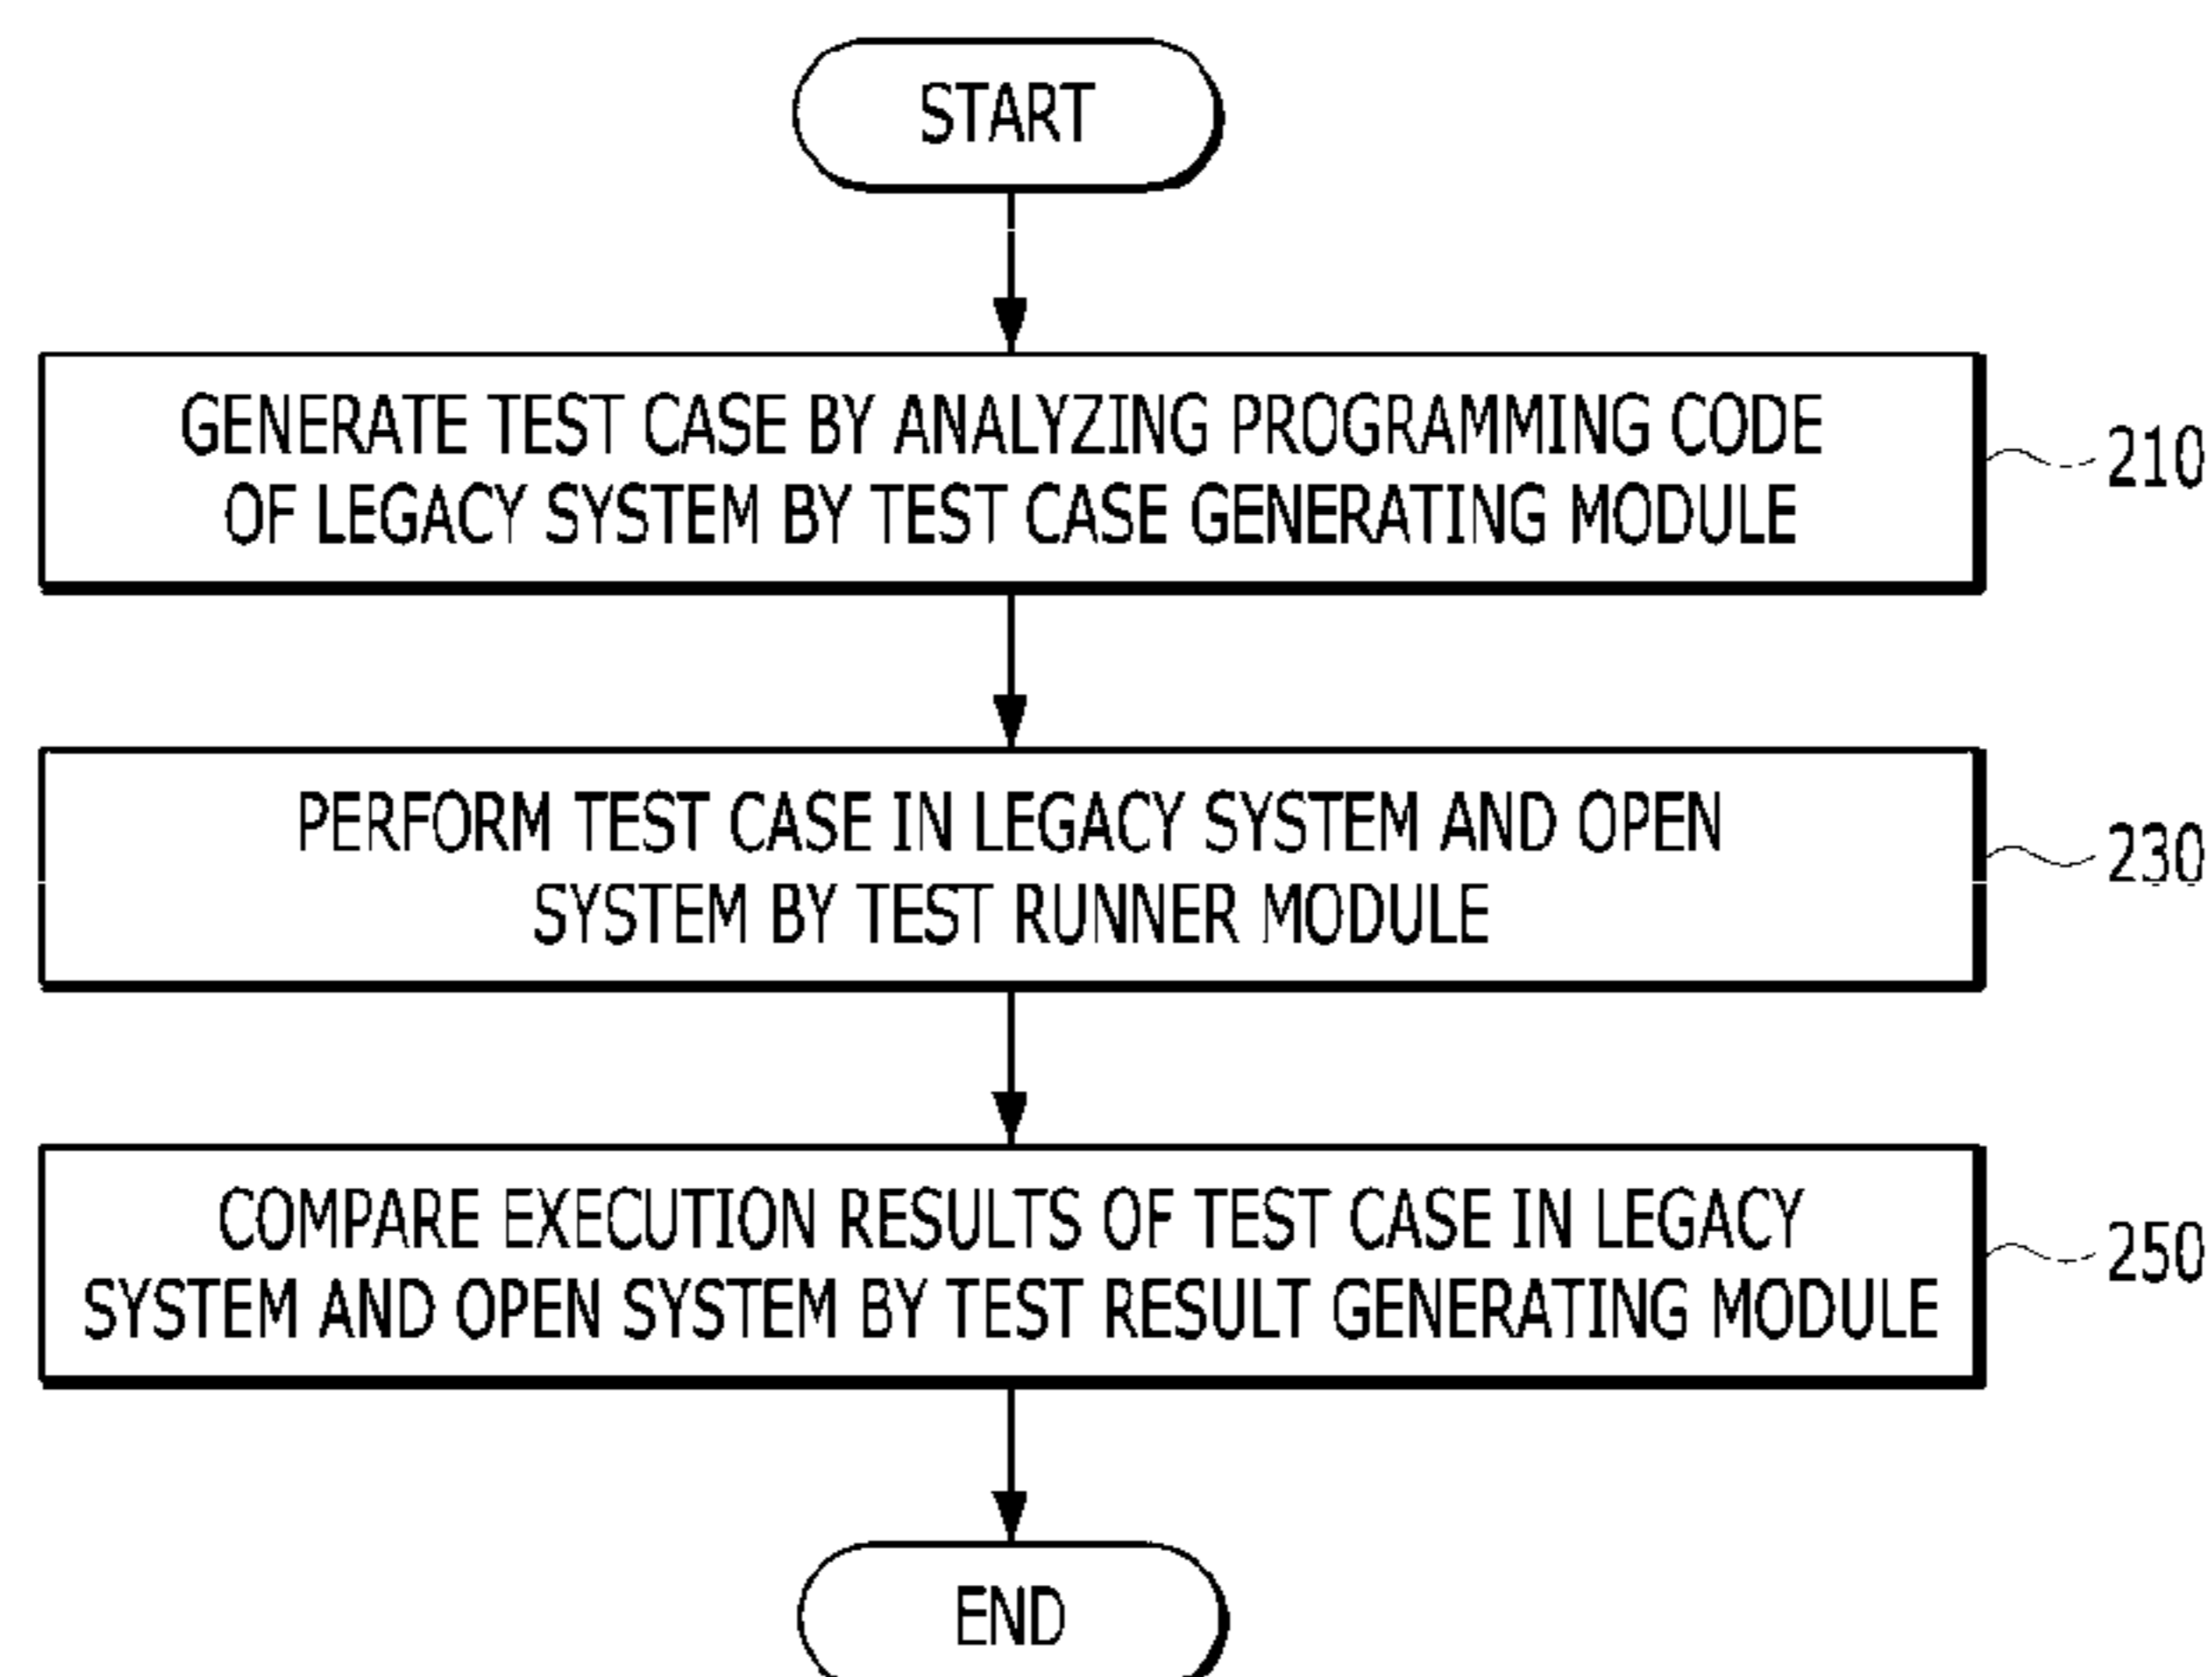 START
GENERATE TEST CASE BY ANALYZING PROGRAMMING CODE
OF LEGACY SYSTEM BY TEST CASE GENERATING MODULE
210
PERFORM TEST CASE IN LEGACY SYSTEM AND OPEN
SYSTEM BY TEST RUNNER MODULE
230
COMPARE EXECUTION RESULTS OF TEST CASE IN LEGACY
SYSTEM AND OPEN SYSTEM BY TEST RESULT GENERATING MODULE
250
END